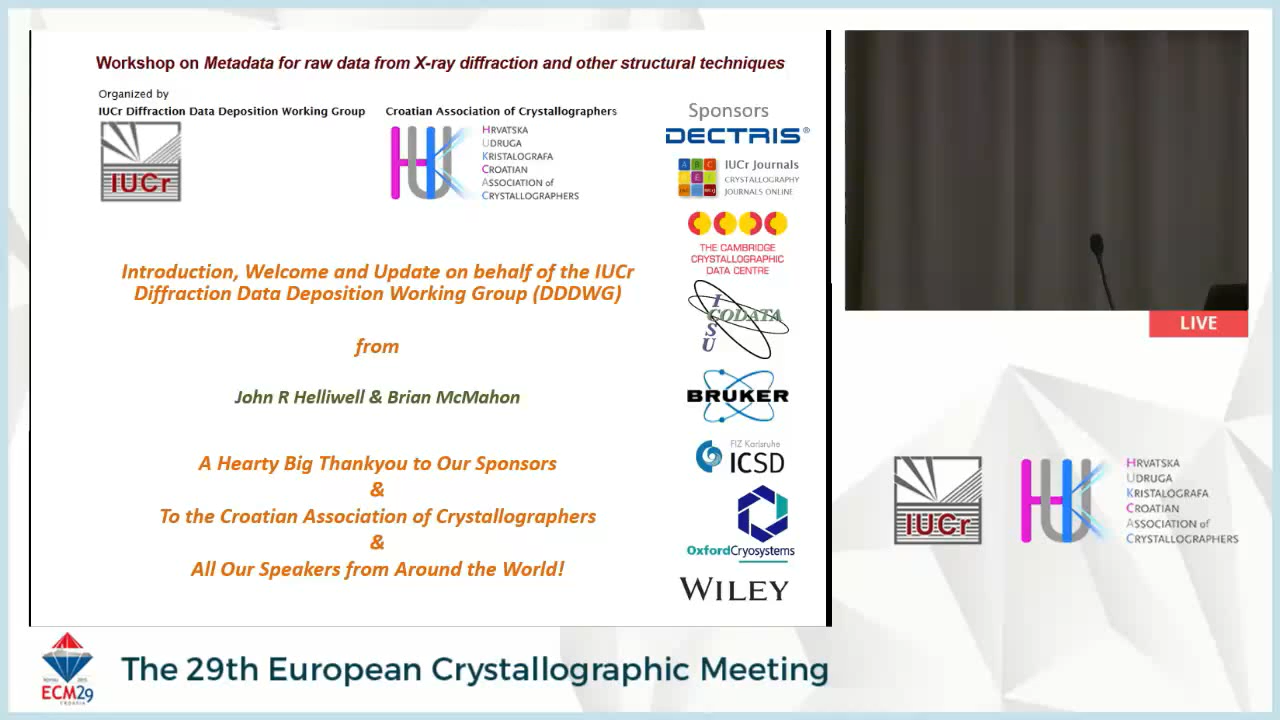 Workshop on Metadata for raw data from X-ray diffraction and other structural techniques
Organized by
IUCr Diffraction Data Deposition Working Group
Croatian Association of Crystallographers
IUCr
HRVATSKA
UDRUGA
KRISTALOGRAFA
CROATIAN
ASSOCIATION of
CRYSTALLOGRAPHERS
Sponsors
DECTRIS®
IUCr Journals
CRYSTALLOGRAPHY
JOURNALS ONLINE
THE CAMBRIDGE
CRYSTALLOGRAPHIC
DATA CENTRE
ICSU
CODATA
BRUKER
FIZ Karlsruhe
ICSD
OxfordCryosystems
WILEY
Introduction, Welcome and Update on behalf of the IUCr
Diffraction Data Deposition Working Group (DDDWG)
from
John R Helliwell & Brian McMahon
A Hearty Big Thankyou to Our Sponsors
&
To the Croatian Association of Crystallographers
&
All Our Speakers from Around the World!
LIVE
IUCr
HRVATSKA
UDRUGA
KRISTALOGRAFA
CROATIAN
ASSOCIATION of
CRYSTALLOGRAPHERS
ECM29
CROATIA
The 29th European Crystallographic Meeting